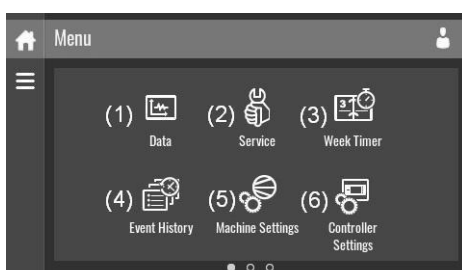 Menu
(1) (2) (3)
Data Service Week Timer
(4) (5) (6)
Event History Machine Settings Controller
Settings